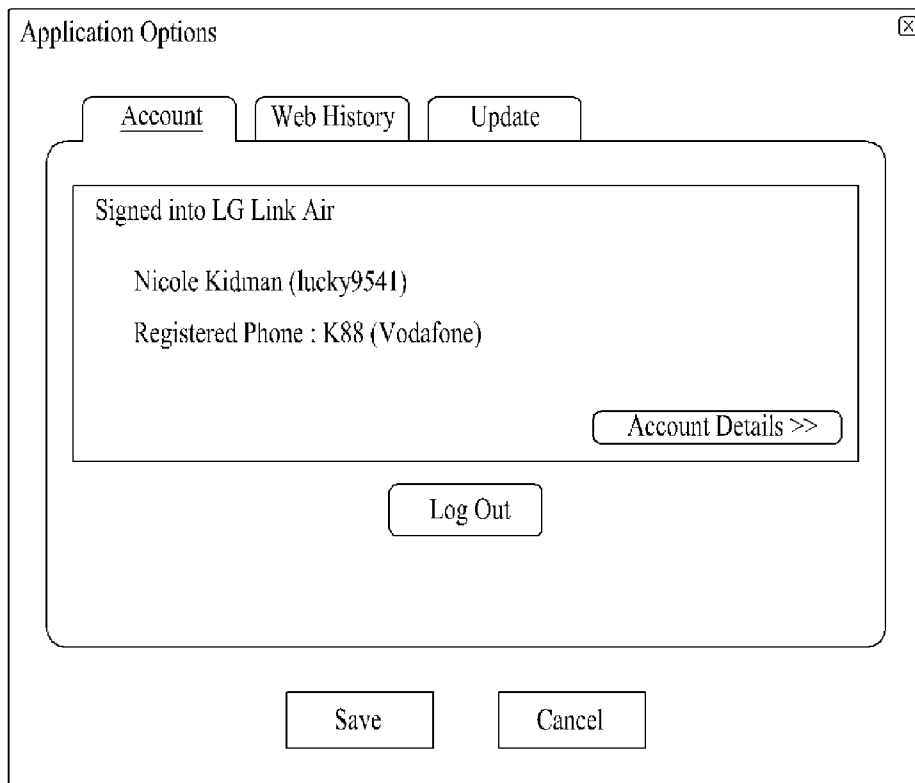 Application Options
Account
Web History
Update
Signed into LG Link Air
Nicole Kidman (lucky9541)
Registered Phone : K88 (Vodafone)
Account Details >>
Log Out
Save
Cancel